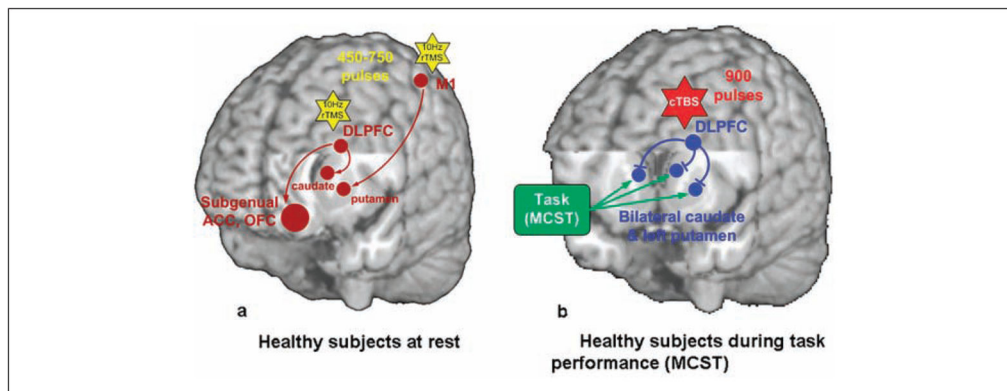 450-750
pulses
10Hz
rTMS
M1
10Hz
rTMS
DLPFC
caudate
putamen
Subgenual
ACC, OFC
a
Healthy subjects at rest
900
pulses
cTBS
DLPFC
Task
(MCST)
Bilateral caudate
& left putamen
b
Healthy subjects during task
performance (MCST)